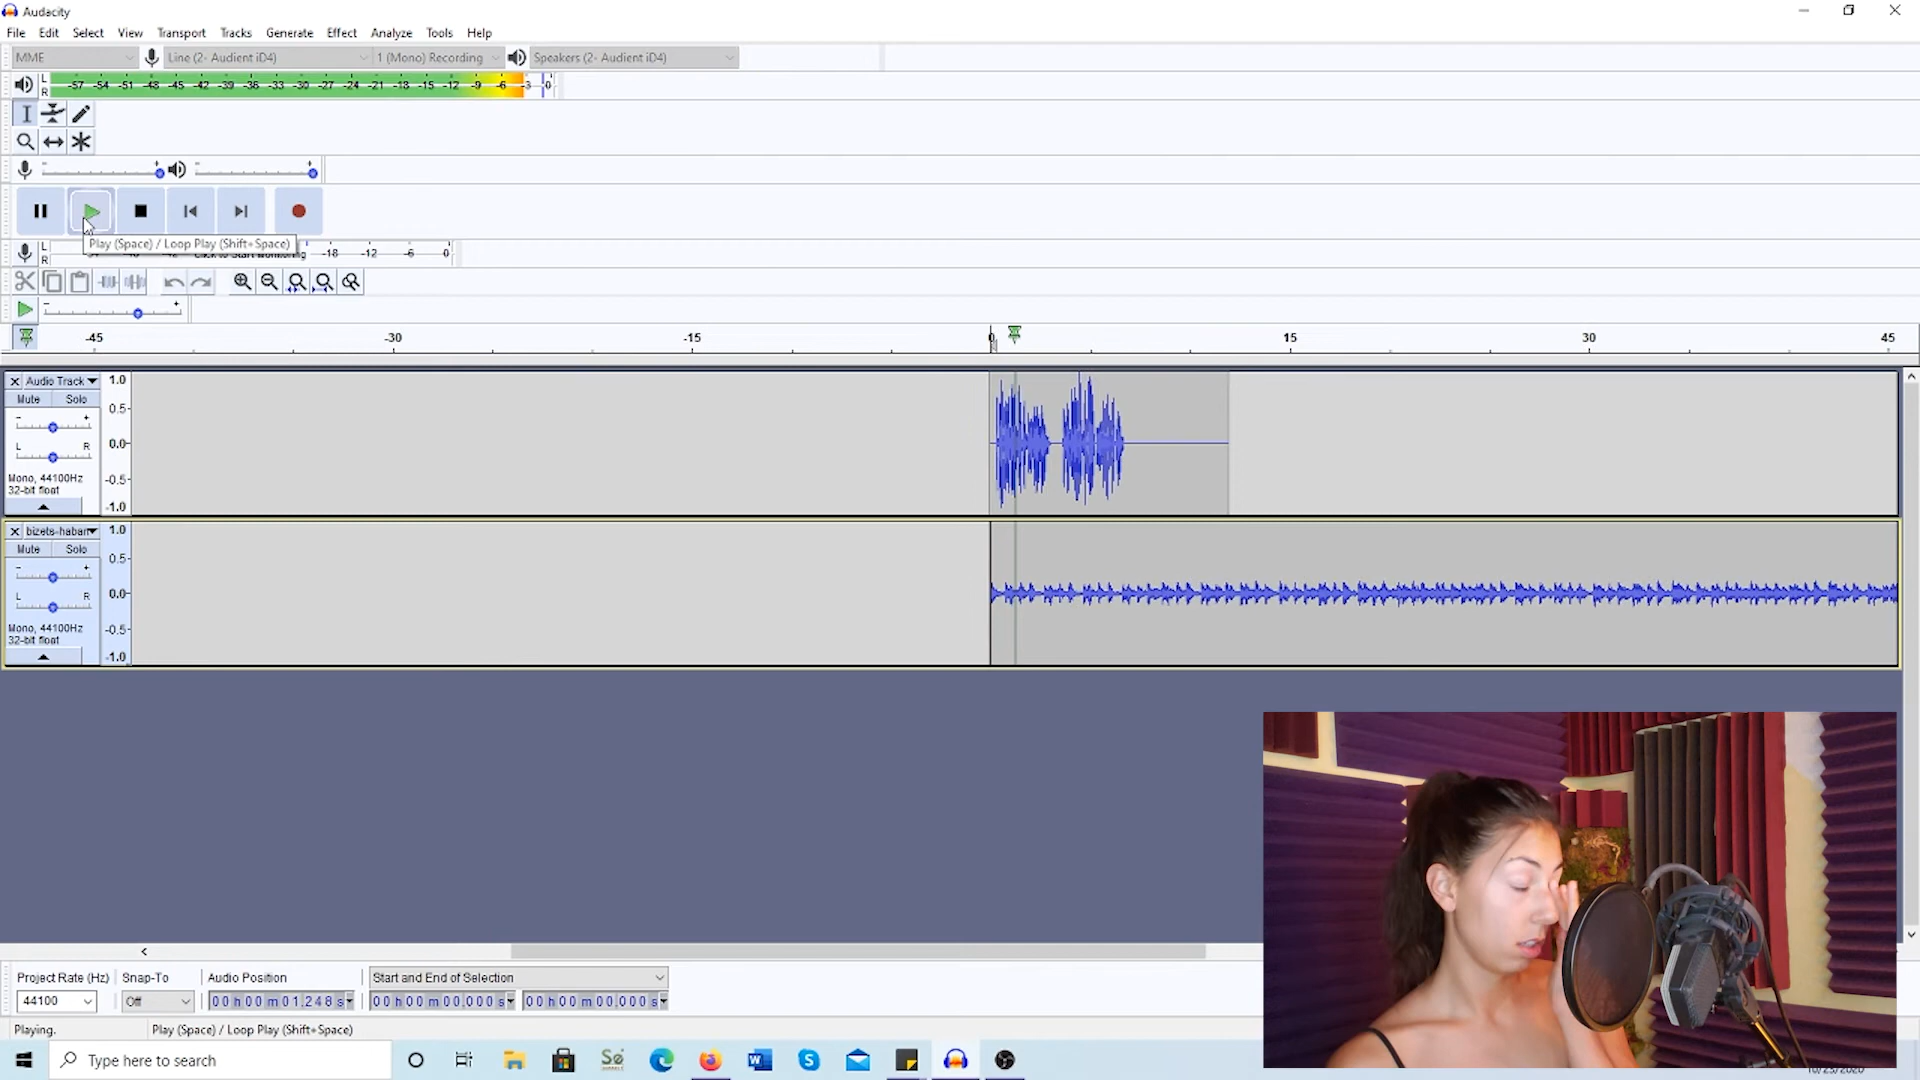 Audacity
File Edit Select View Transport Tracks Generate Effect Analyze Tools Help
MME Line (2- Audient iD4) 1 (Mono) Recording Speakers (2- Audient iD4)
L
R
-57 -54 -51 -48 -45 -42 -39 -36 -33 -30 -27 -24 -21 -18 -15 -12 -9 -6 -3 0
Play (Space) / Loop Play (Shift+Space)
L
R
-18 -12 -6 0
-45 -30 -15 0 15 30 45
Audio Track
Mute Solo
L R
Mono, 44100Hz
32-bit float
1.0
0.5
0.0
-0.5
-1.0
bizets-haban
Mute Solo
L R
Mono, 44100Hz
32-bit float
1.0
0.5
0.0
-0.5
-1.0
Project Rate (Hz) Snap-To Audio Position Start and End of Selection
44100 Off 00 h 00 m 01.248 s 00 h 00 m 00.000 s 00 h 00 m 00.000 s
Playing. Play (Space) / Loop Play (Shift+Space)
Type here to search